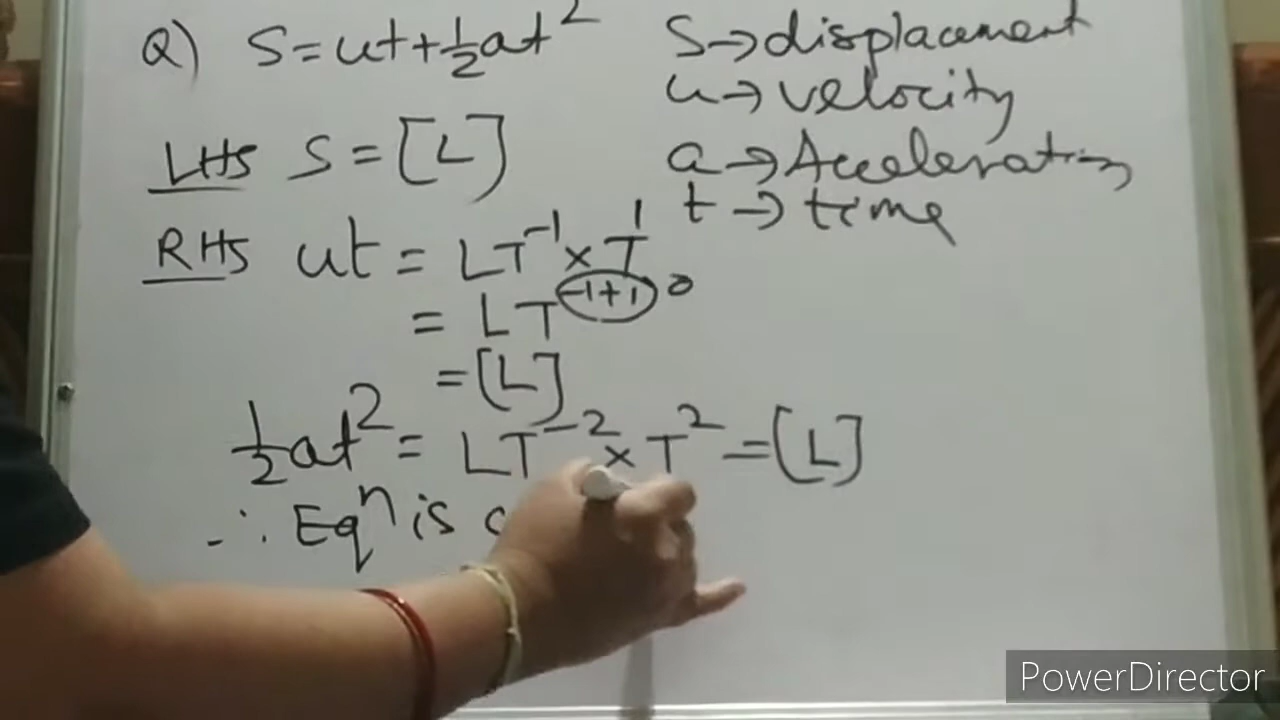 Q) S=ut+½at²
S→displacement
u→velocity
a→Acceleration
t→time
LHS S=[L]
RHS ut = LT⁻¹×T¹
= LT⁻¹⁺¹ 0
=[L]
½at² = LT⁻²×T² =[L]
∴ Eqⁿ is
PowerDirector